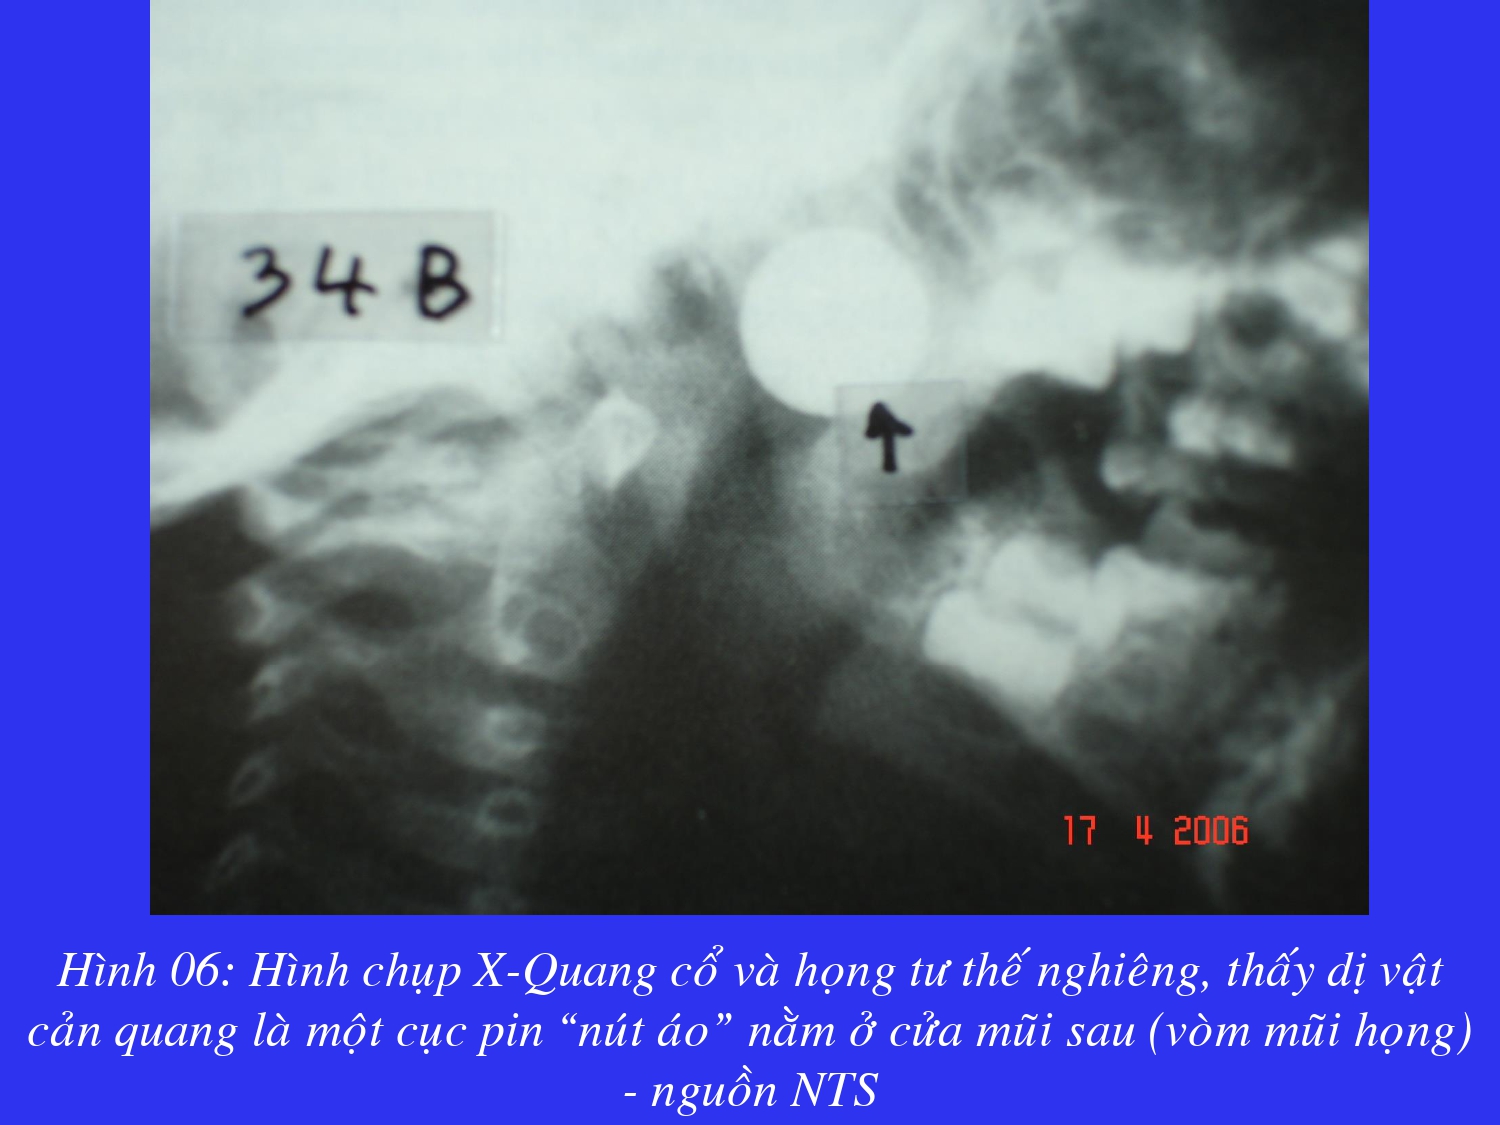 34 B
17 4 2006
Hình 06: Hình chụp X-Quang cổ và họng tư thế nghiêng, thấy dị vật
cản quang là một cục pin “nút áo” nằm ở cửa mũi sau (vòm mũi họng)
- nguồn NTS